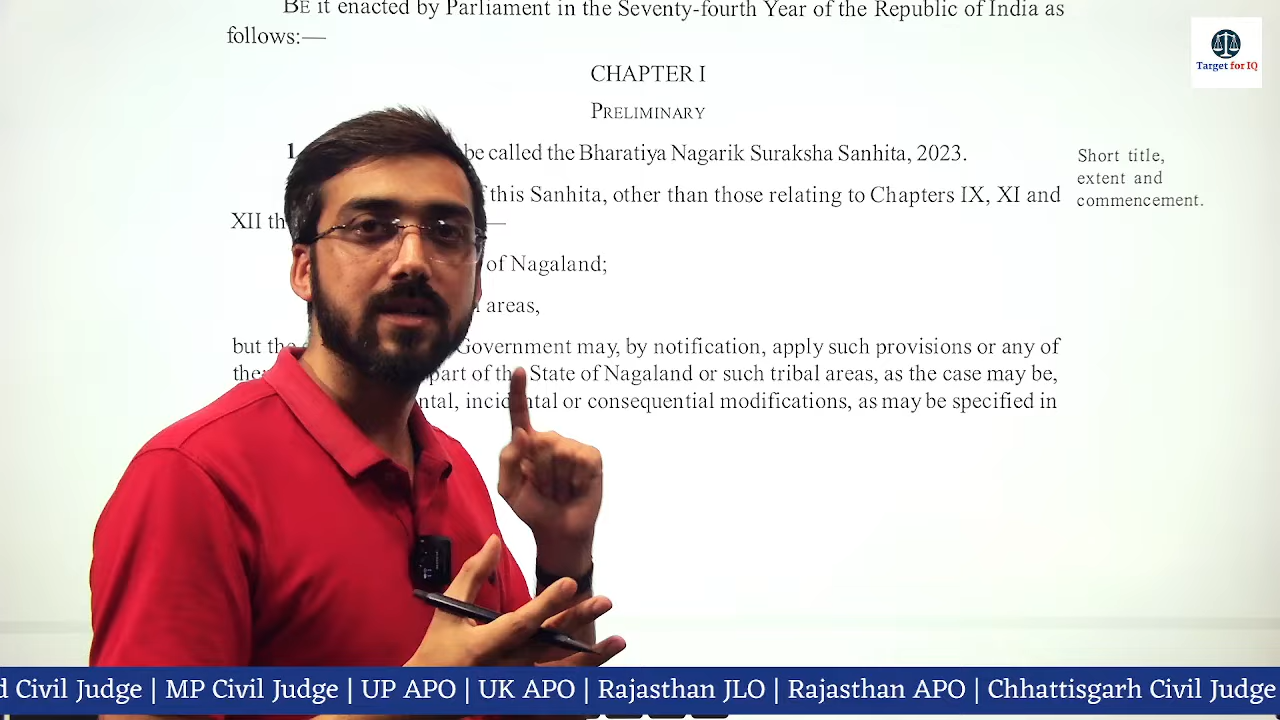 BE it enacted by Parliament in the Seventy-fourth Year of the Republic of India as
follows:—
CHAPTER I
PRELIMINARY
1
be called the Bharatiya Nagarik Suraksha Sanhita, 2023.
Short title,
extent and
commencement.
this Sanhita, other than those relating to Chapters IX, XI and
XII —
of Nagaland;
areas,
but Government may, by notification, apply such provisions or any of
part of the State of Nagaland or such tribal areas, as the case may be,
incidental or consequential modifications, as may be specified in
Target for IQ
Civil Judge | MP Civil Judge | UP APO | UK APO | Rajasthan JLO | Rajasthan APO | Chhattisgarh Civil Judge